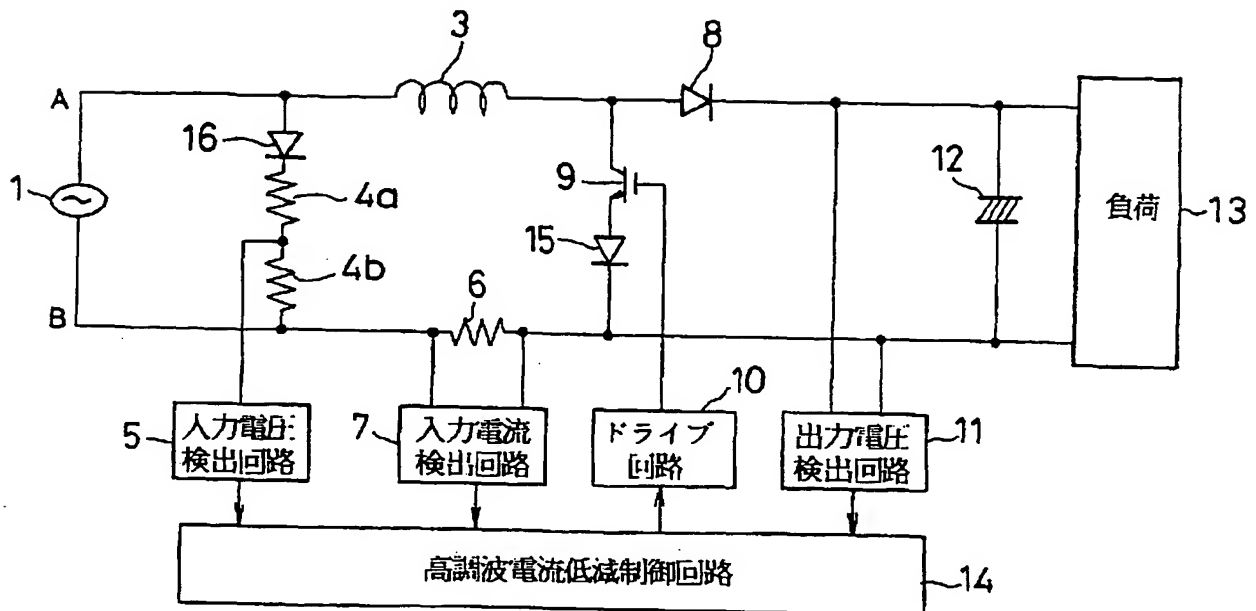 3
8
A
16
12
9
1
4a
負荷
13
15
4b
6
B
10
5
入力電圧
検出回路
7
入力電流
検出回路
ドライブ
回路
出力電圧
検出回路
11
高調波電流低減制御回路
14